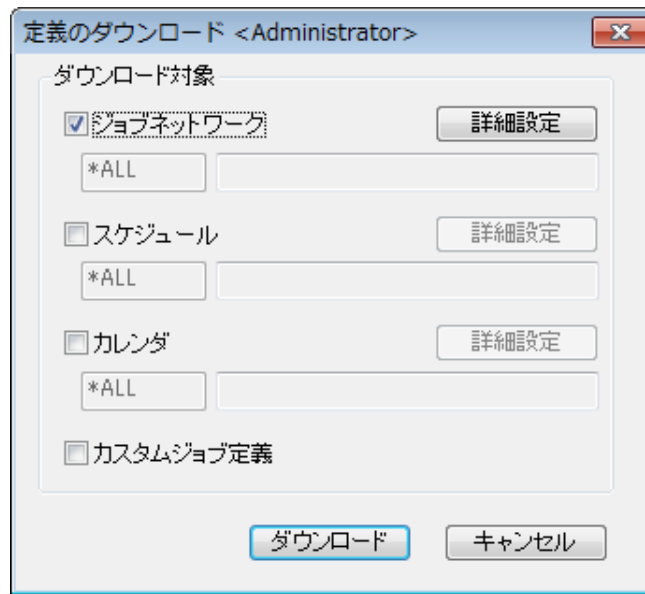 定義のダウンロード <Administrator>
ダウンロード対象
ジョブネットワーク 詳細設定
*ALL
スケジュール 詳細設定
*ALL
カレンダ 詳細設定
*ALL
カスタムジョブ定義
ダウンロード キャンセル